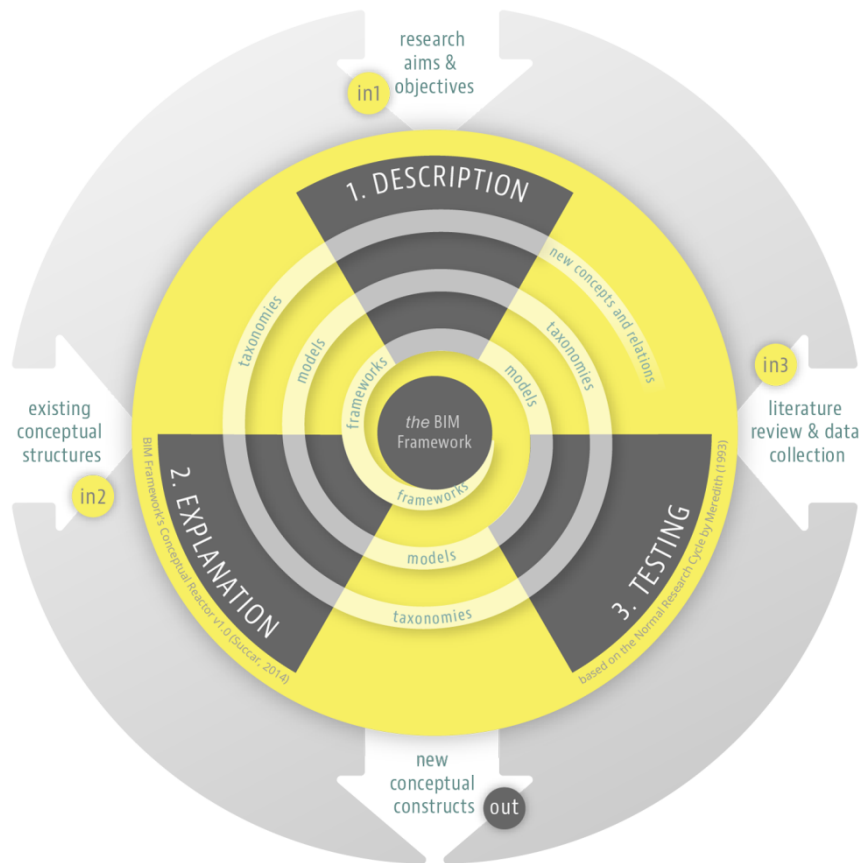 research
aims &
objectives
in1
1. DESCRIPTION
new concepts and relations
taxonomies
models
frameworks
models
taxonomies
the BIM
Framework
frameworks
models
taxonomies
existing
conceptual
structures
in2
in3
literature
review & data
collection
2. EXPLANATION
3. TESTING
BIM Framework's Conceptual Reactor v1.0 (Succar, 2014)
based on the Normal Research Cycle by Meredith (1993)
new
conceptual
constructs
out